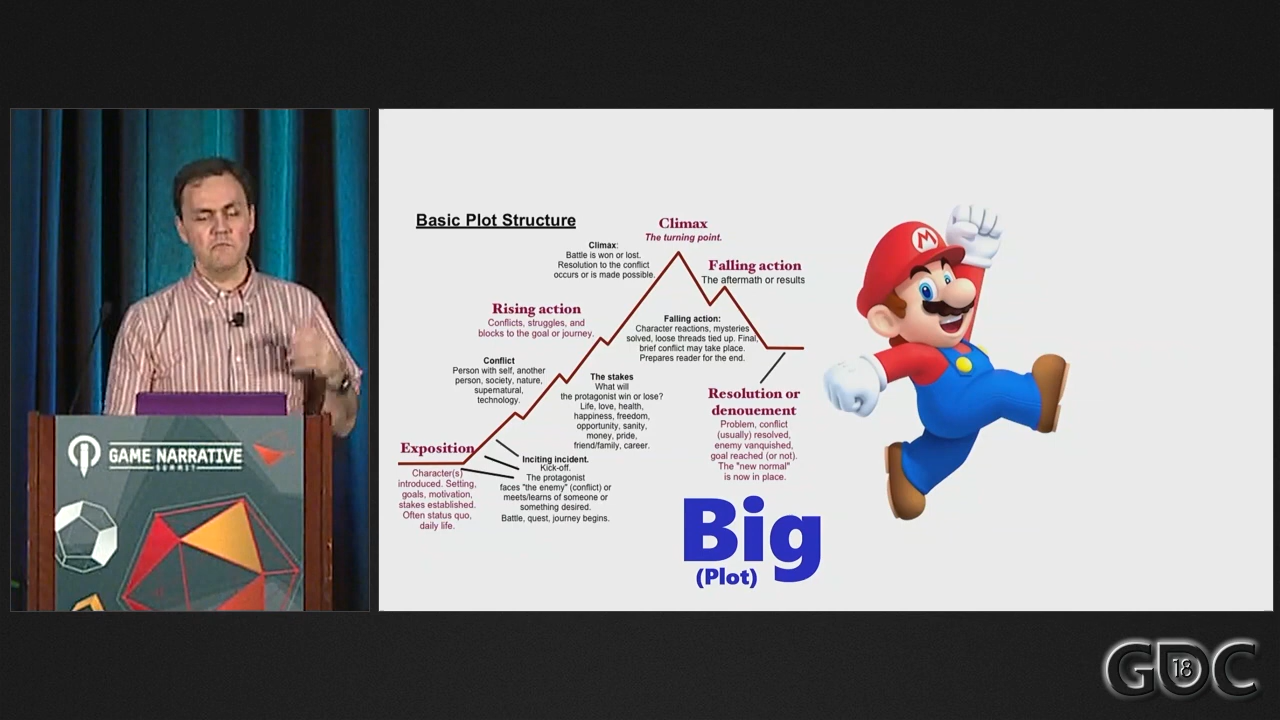 Basic Plot Structure
Climax
The turning point.
Climax:
Battle is won or lost.
Resolution to the conflict
occurs or is made possible.
Falling action
The aftermath or results
Rising action
Conflicts, struggles, and
blocks to the goal or journey.
Falling action:
Character reactions, mysteries
solved, loose threads tied up. Final,
brief conflict may take place.
Prepares reader for the end.
Conflict
Person with self, another
person, society, nature,
supernatural,
technology.
The stakes
What will
the protagonist win or lose?
Life, love, health,
happiness, freedom,
opportunity, sanity,
money, pride,
friend/family, career.
Resolution or
denouement
Problem, conflict
(usually) resolved,
enemy vanquished,
goal reached (or not).
The "new normal"
is now in place.
Exposition
Character(s)
introduced. Setting,
goals, motivation,
stakes established.
Often status quo,
daily life.
Inciting incident.
Kick-off.
The protagonist
faces "the enemy" (conflict) or
meets/learns of someone or
something desired.
Battle, quest, journey begins.
Big
(Plot)
M
GAME NARRATIVE
SUMMIT
GDC
18